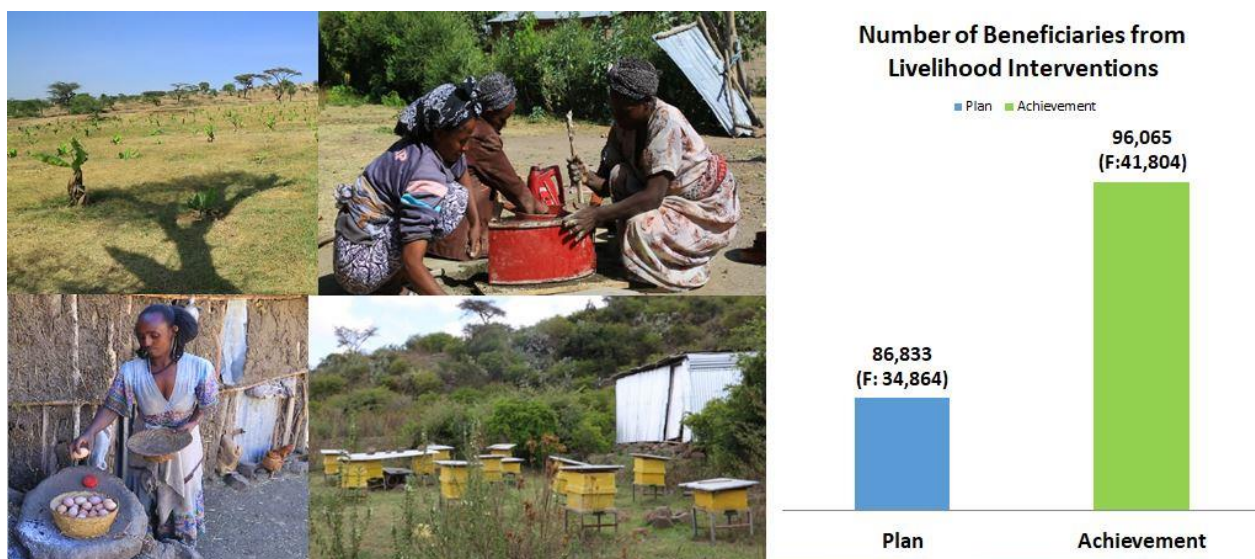 Number of Beneficiaries from
Livelihood Interventions
Plan Achievement
96,065
(F:41,804)
86,833
(F: 34,864)
Plan Achievement